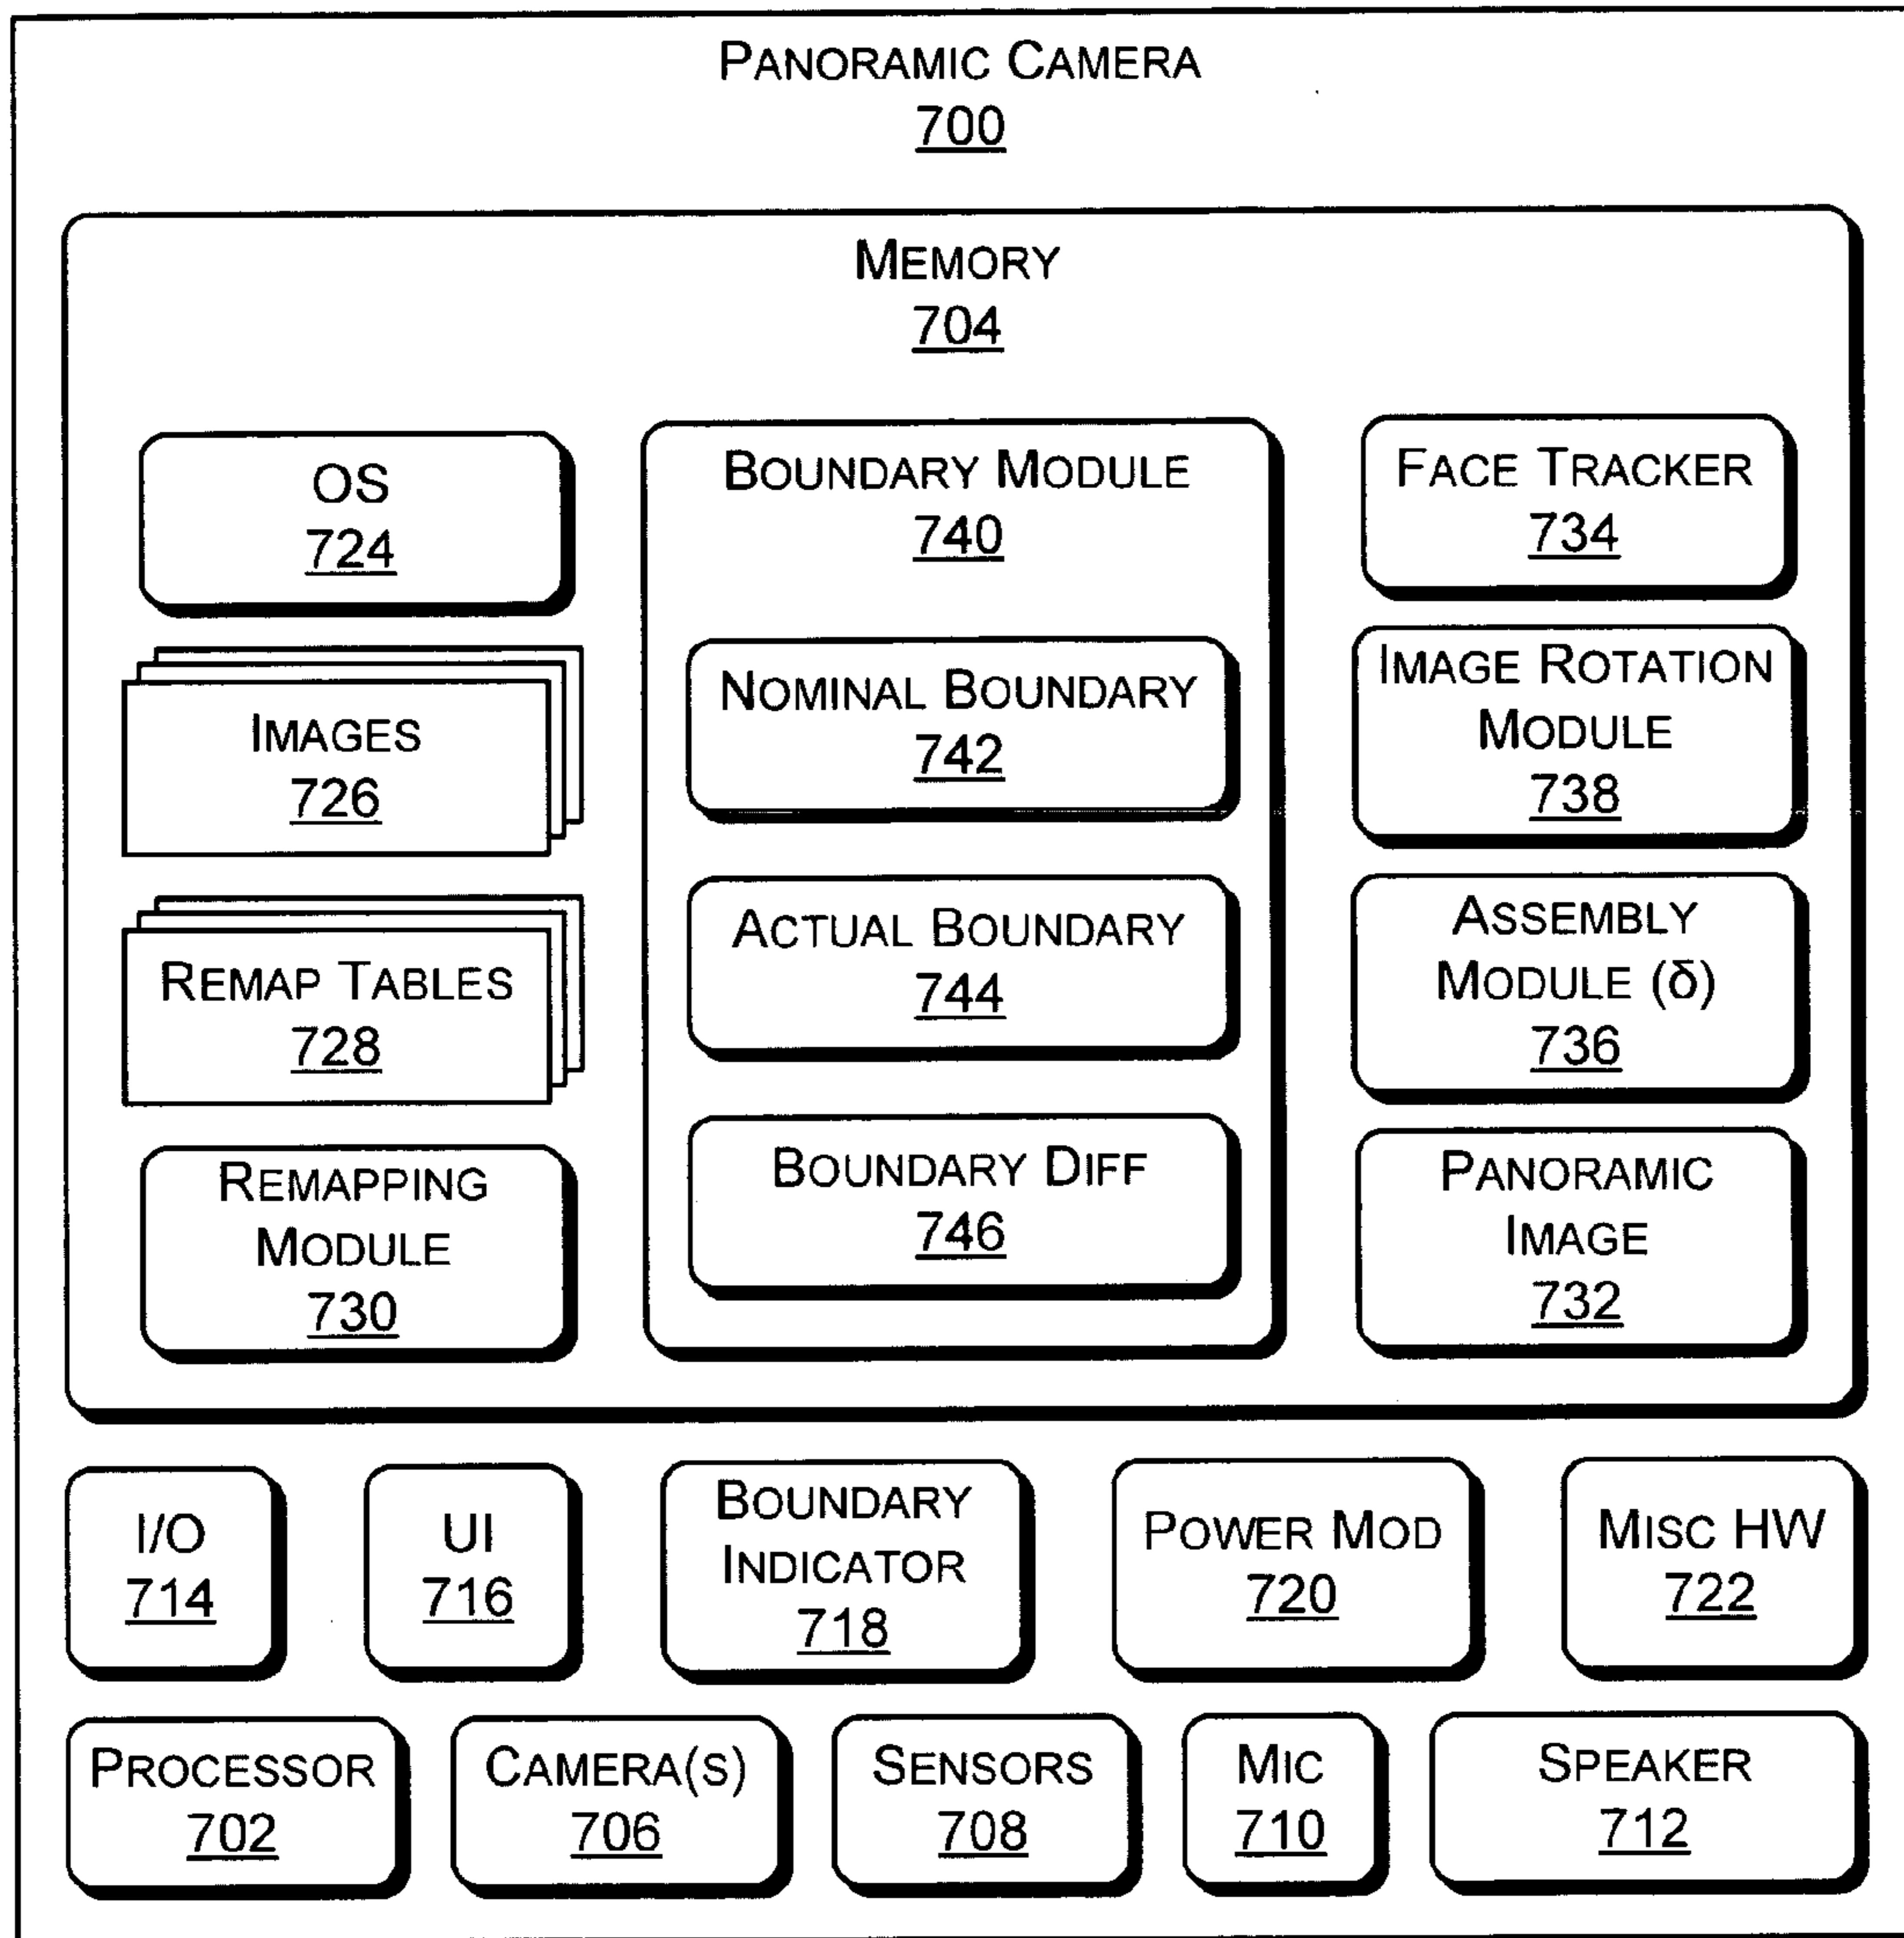 PANORAMIC CAMERA
700
MEMORY
704
OS
724
IMAGES
726
REMAP TABLES
728
REMAPPING
MODULE
730
BOUNDARY MODULE
740
NOMINAL BOUNDARY
742
ACTUAL BOUNDARY
744
BOUNDARY DIFF
746
FACE TRACKER
734
IMAGE ROTATION
MODULE
738
ASSEMBLY
MODULE (δ)
736
PANORAMIC
IMAGE
732
I/O
714
UI
716
BOUNDARY
INDICATOR
718
POWER MOD
720
MISC HW
722
PROCESSOR
702
CAMERA(S)
706
SENSORS
708
MIC
710
SPEAKER
712